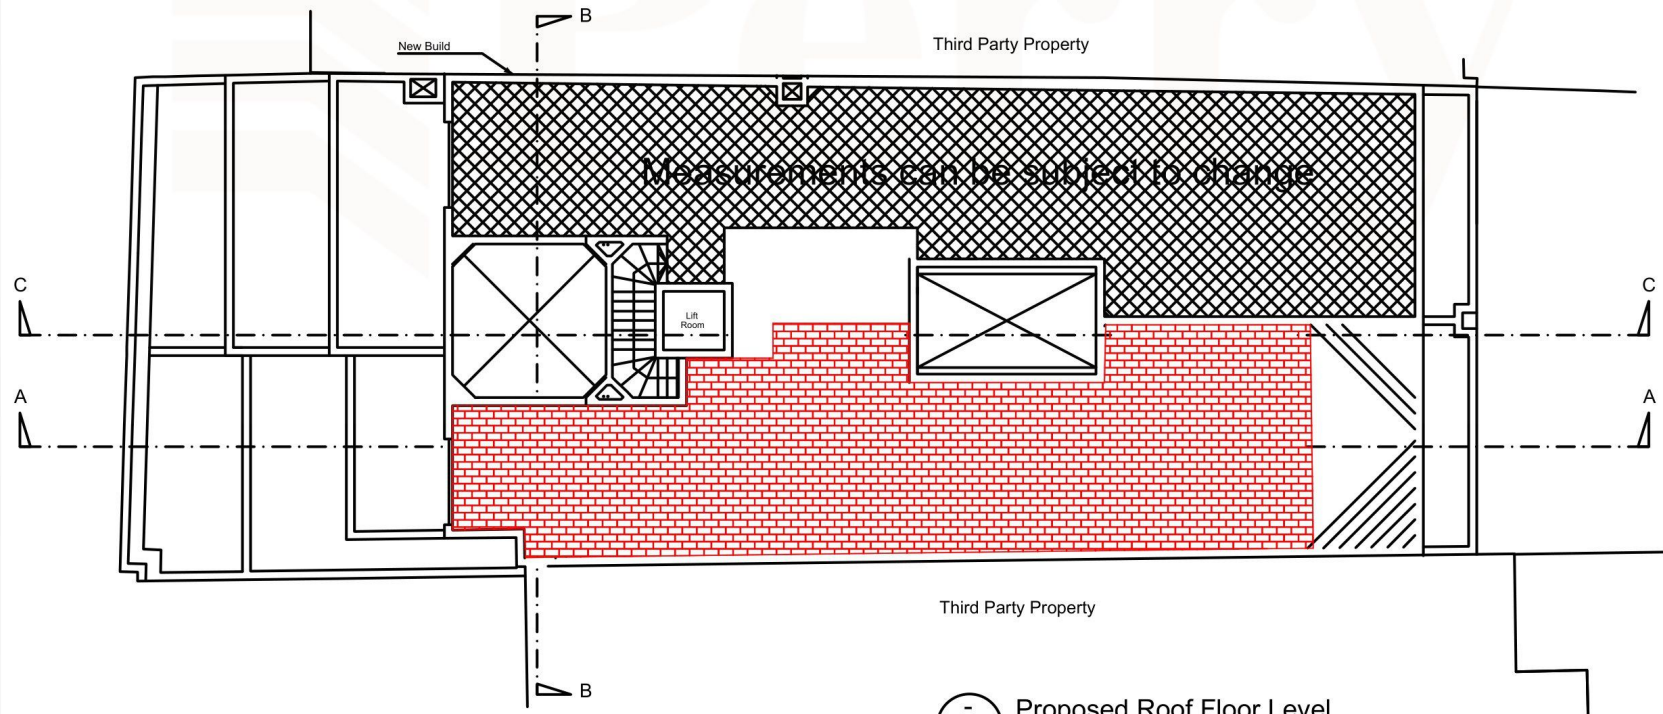 B
Third Party Property
New Build
Measurements can be subject to change
C
C
Lift
Room
A
A
Third Party Property
B
-
Proposed Roof Floor Level
Perry